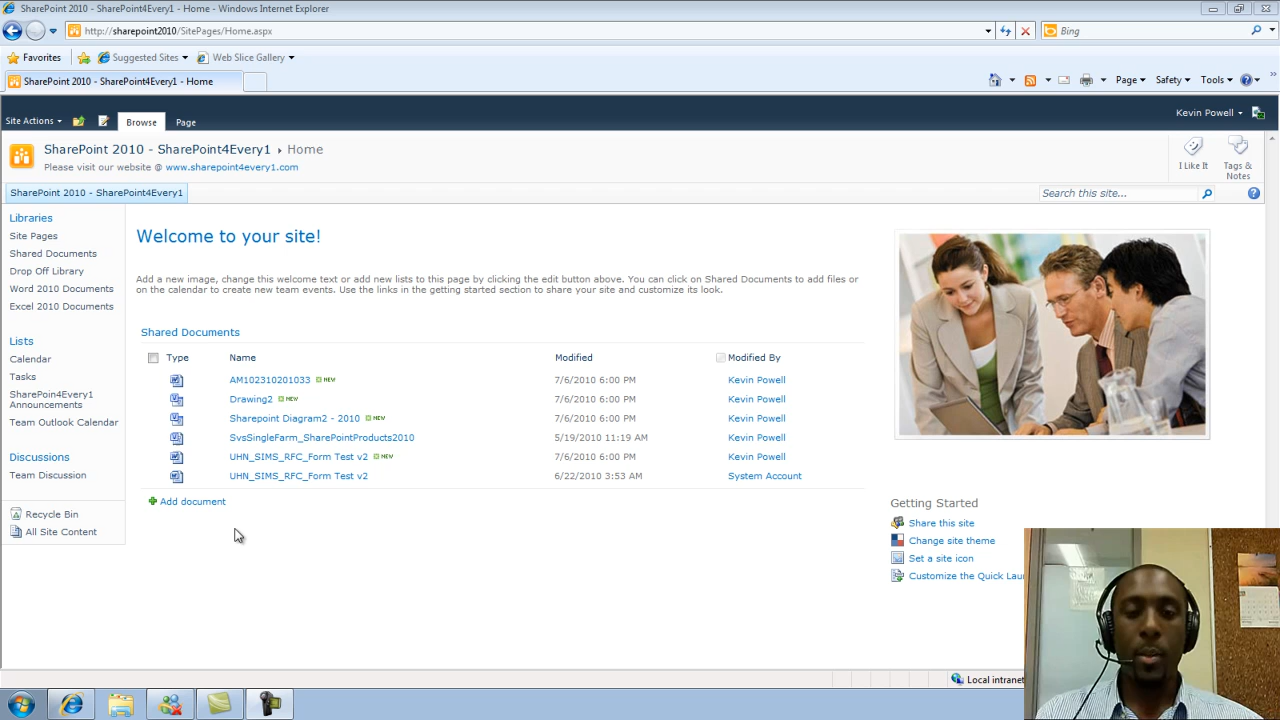 SharePoint 2010 - SharePoint4Every1 - Home - Windows Internet Explorer
http://sharepoint2010/SitePages/Home.aspx
Bing
Favorites Suggested Sites Web Slice Gallery
SharePoint 2010 - SharePoint4Every1 - Home
Page Safety Tools
Site Actions Browse Page Kevin Powell
SharePoint 2010 - SharePoint4Every1 Home
Please visit our website @ www.sharepoint4every1.com
I Like It Tags &
Notes
SharePoint 2010 - SharePoint4Every1
Search this site...
Libraries
Site Pages
Shared Documents
Drop Off Library
Word 2010 Documents
Excel 2010 Documents
Lists
Calendar
Tasks
SharePoin4Every1
Announcements
Team Outlook Calendar
Discussions
Team Discussion
Recycle Bin
All Site Content
Welcome to your site!
Add a new image, change this welcome text or add new lists to this page by clicking the edit button above. You can click on Shared Documents to add files or
on the calendar to create new team events. Use the links in the getting started section to share your site and customize its look.
Shared Documents
Type Name Modified Modified By
AM102310201033 NEW 7/6/2010 6:00 PM Kevin Powell
Drawing2 NEW 7/6/2010 6:00 PM Kevin Powell
Sharepoint Diagram2 - 2010 NEW 7/6/2010 6:00 PM Kevin Powell
SvsSingleFarm_SharePointProducts2010 5/19/2010 11:19 AM Kevin Powell
UHN_SIMS_RFC_Form Test v2 NEW 7/6/2010 6:00 PM Kevin Powell
UHN_SIMS_RFC_Form Test v2 6/22/2010 3:53 AM System Account
Add document
Getting Started
Share this site
Change site theme
Set a site icon
Customize the Quick Lau
Local intranet